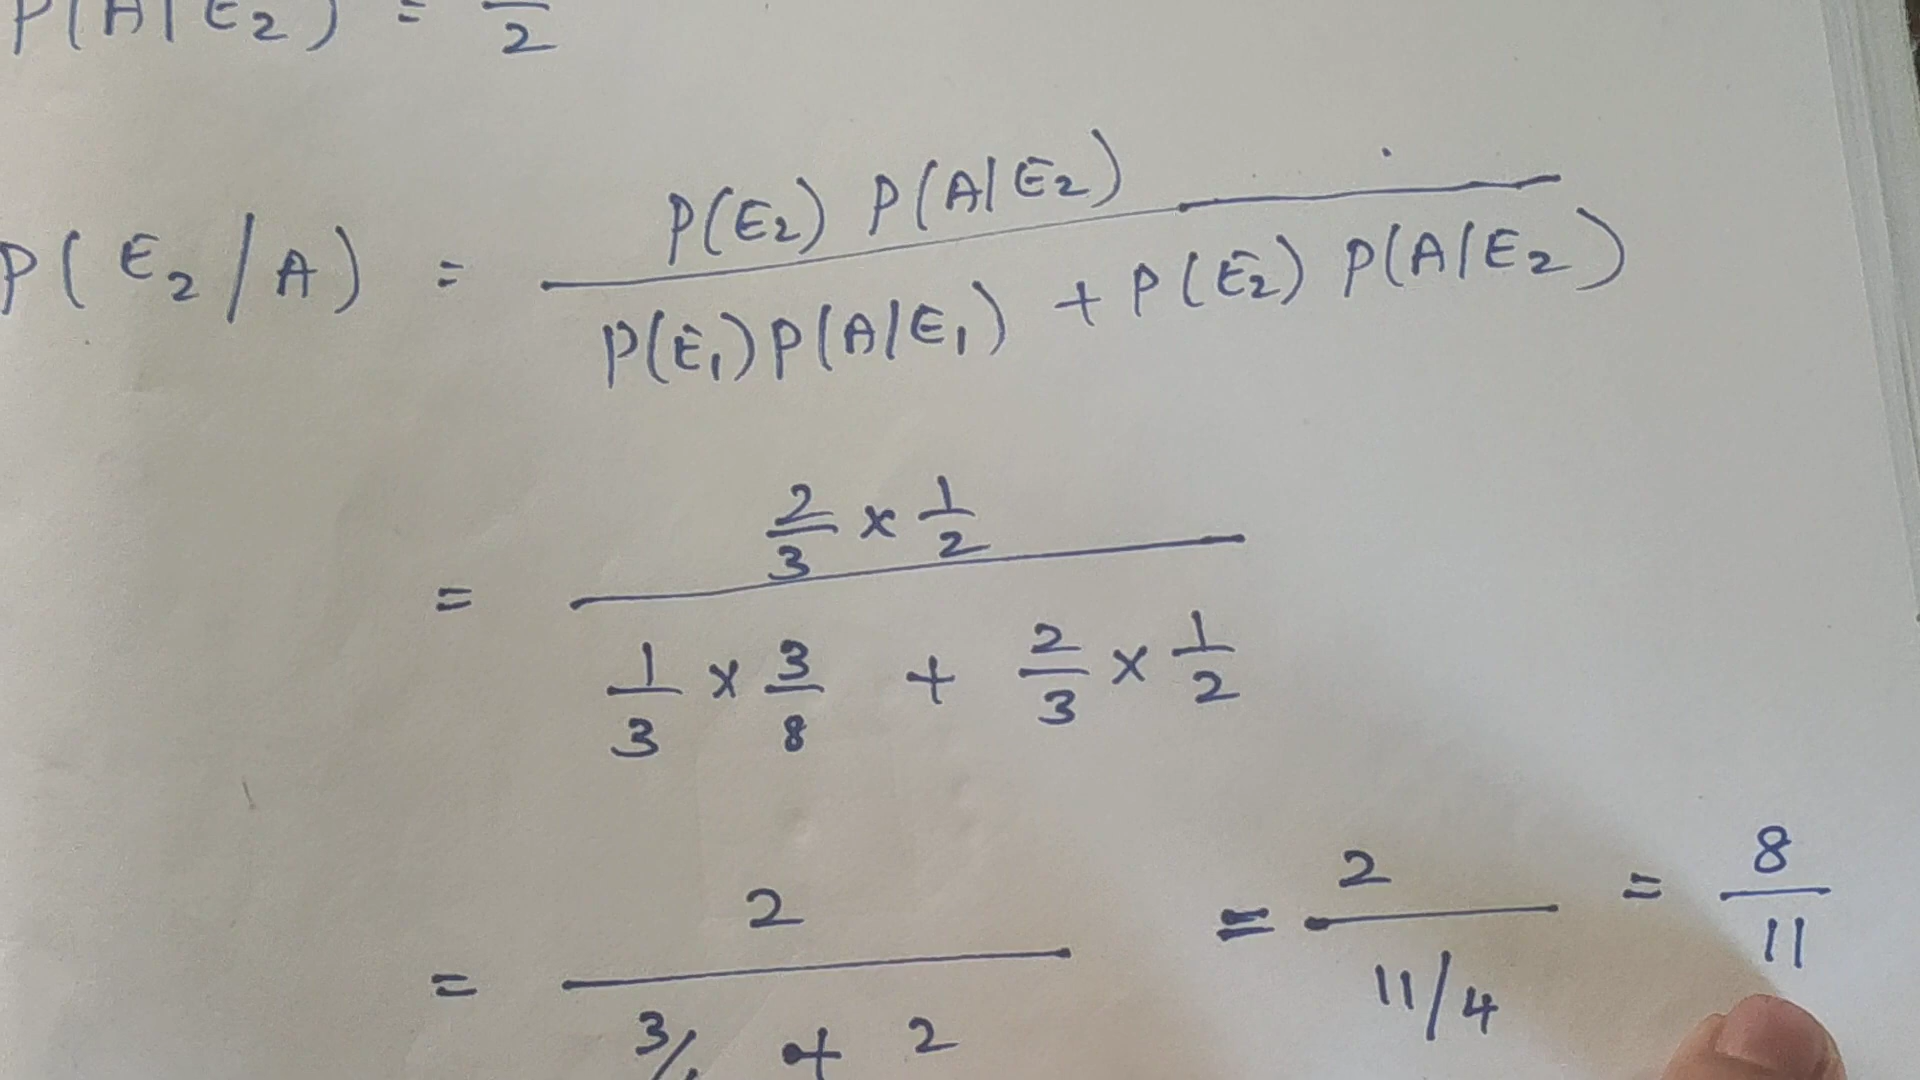 P(A|E2) = /2
P(E2/A) = P(E2) P(A|E2) / P(E1)P(A|E1) + P(E2) P(A|E2)
= 2/3 x 1/2 / 1/3 x 3/8 + 2/3 x 1/2
= 2 / 3/ + 2 = 2 / 11/4 = 8/11